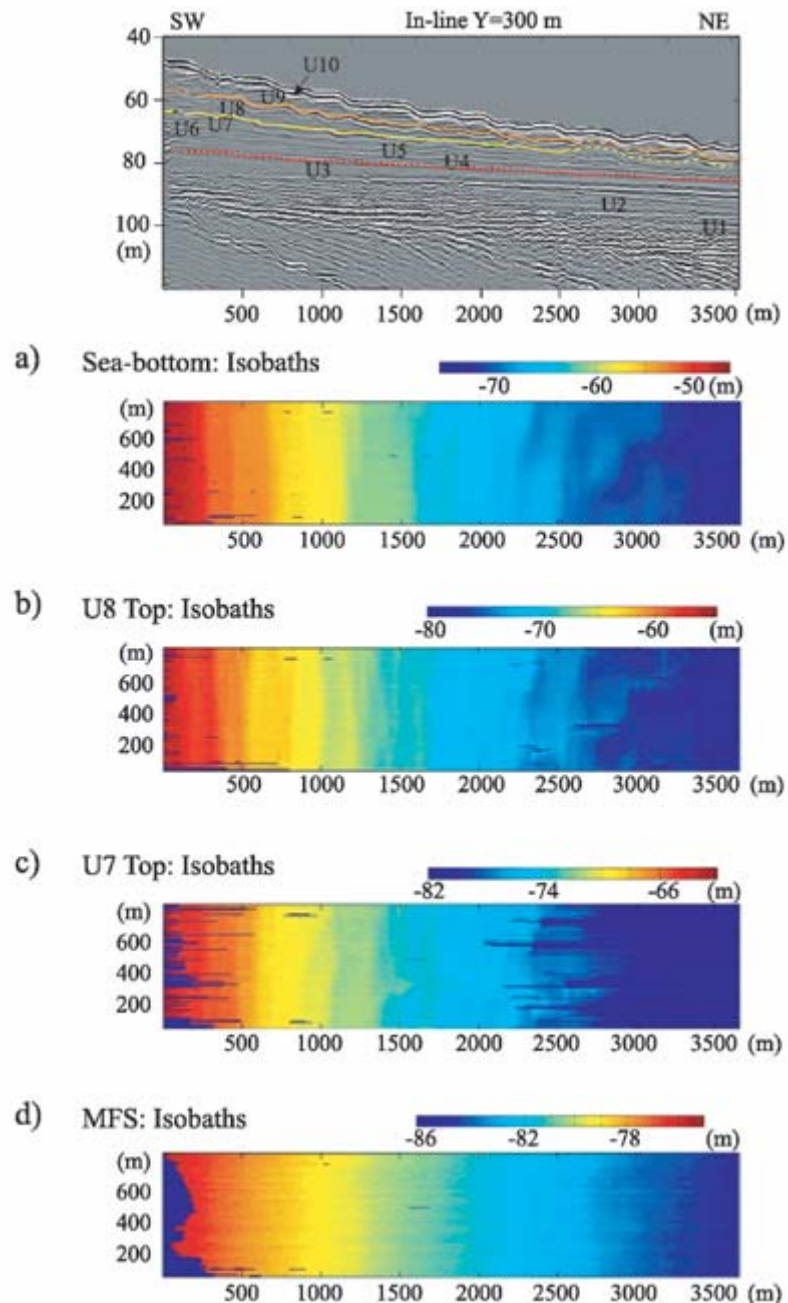 SW In-line Y=300 m NE
40
60
80
100
(m)
U10
U9
U8
U7
U6
U5
U4
U3
U2
U1
500 1000 1500 2000 2500 3000 3500 (m)
a) Sea-bottom: Isobaths
-70 -60 -50 (m)
(m)
600
400
200
500 1000 1500 2000 2500 3000 3500 (m)
b) U8 Top: Isobaths
-80 -70 -60 (m)
(m)
600
400
200
500 1000 1500 2000 2500 3000 3500 (m)
c) U7 Top: Isobaths
-82 -74 -66 (m)
(m)
600
400
200
500 1000 1500 2000 2500 3000 3500 (m)
d) MFS: Isobaths
-86 -82 -78 (m)
(m)
600
400
200
500 1000 1500 2000 2500 3000 3500 (m)